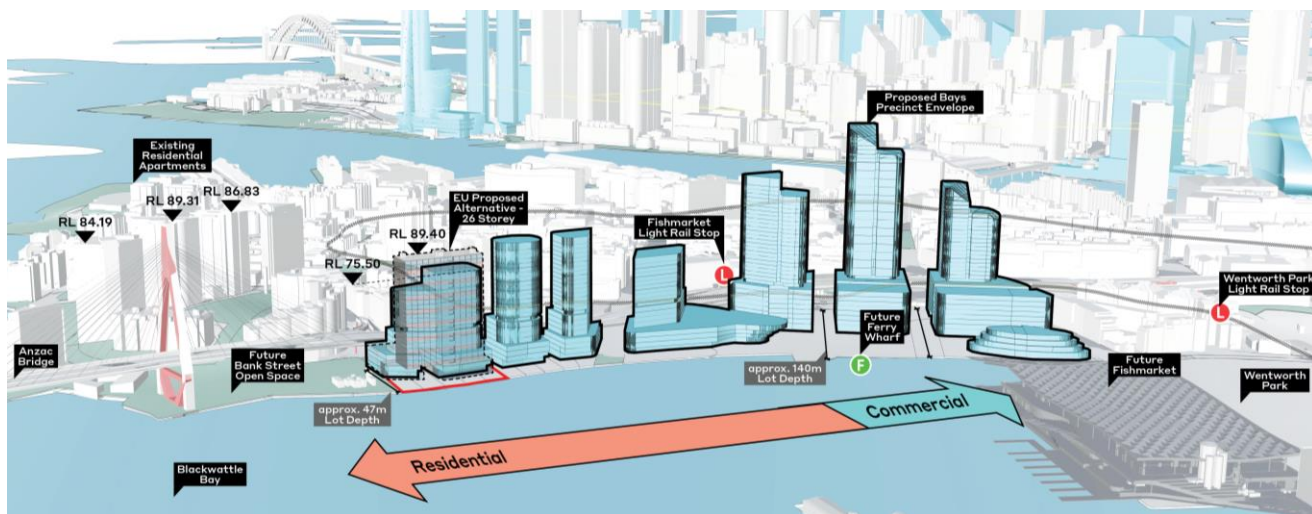 Proposed Bays
Precinct Envelope
Existing
Residential
Apartments
RL 86.83
RL 89.31
RL 84.19
EU Proposed
Alternative -
26 Storey
RL 89.40
Fishmarket
Light Rail Stop
RL 75.50
L
Wentworth Park
Light Rail Stop
L
Anzac
Bridge
Future
Bank Street
Open Space
Future
Ferry
Wharf
F
approx. 140m
Lot Depth
Future
Fishmarket
Wentworth
Park
approx. 47m
Lot Depth
Commercial
Residential
Blackwattle
Bay